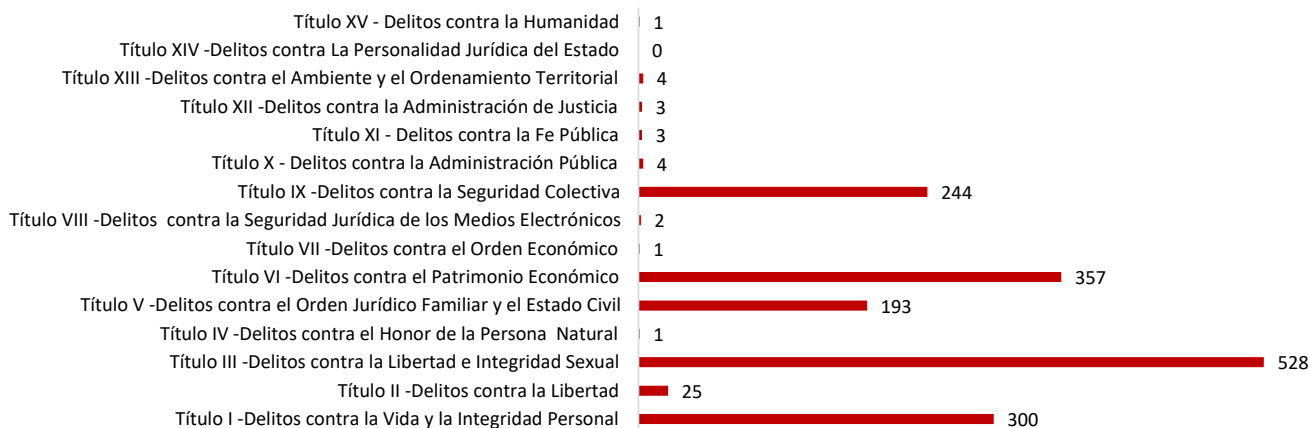 Título XV - Delitos contra la Humanidad 1
Título XIV -Delitos contra La Personalidad Jurídica del Estado 0
Título XIII -Delitos contra el Ambiente y el Ordenamiento Territorial 4
Título XII -Delitos contra la Administración de Justicia 3
Título XI - Delitos contra la Fe Pública 3
Título X - Delitos contra la Administración Pública 4
Título IX -Delitos contra la Seguridad Colectiva 244
Título VIII -Delitos  contra la Seguridad Jurídica de los Medios Electrónicos 2
Título VII -Delitos contra el Orden Económico 1
Título VI -Delitos contra el Patrimonio Económico 357
Título V -Delitos contra el Orden Jurídico Familiar y el Estado Civil 193
Título IV -Delitos contra el Honor de la Persona  Natural 1
Título III -Delitos contra la Libertad e Integridad Sexual 528
Título II -Delitos contra la Libertad 25
Título I -Delitos contra la Vida y la Integridad Personal 300